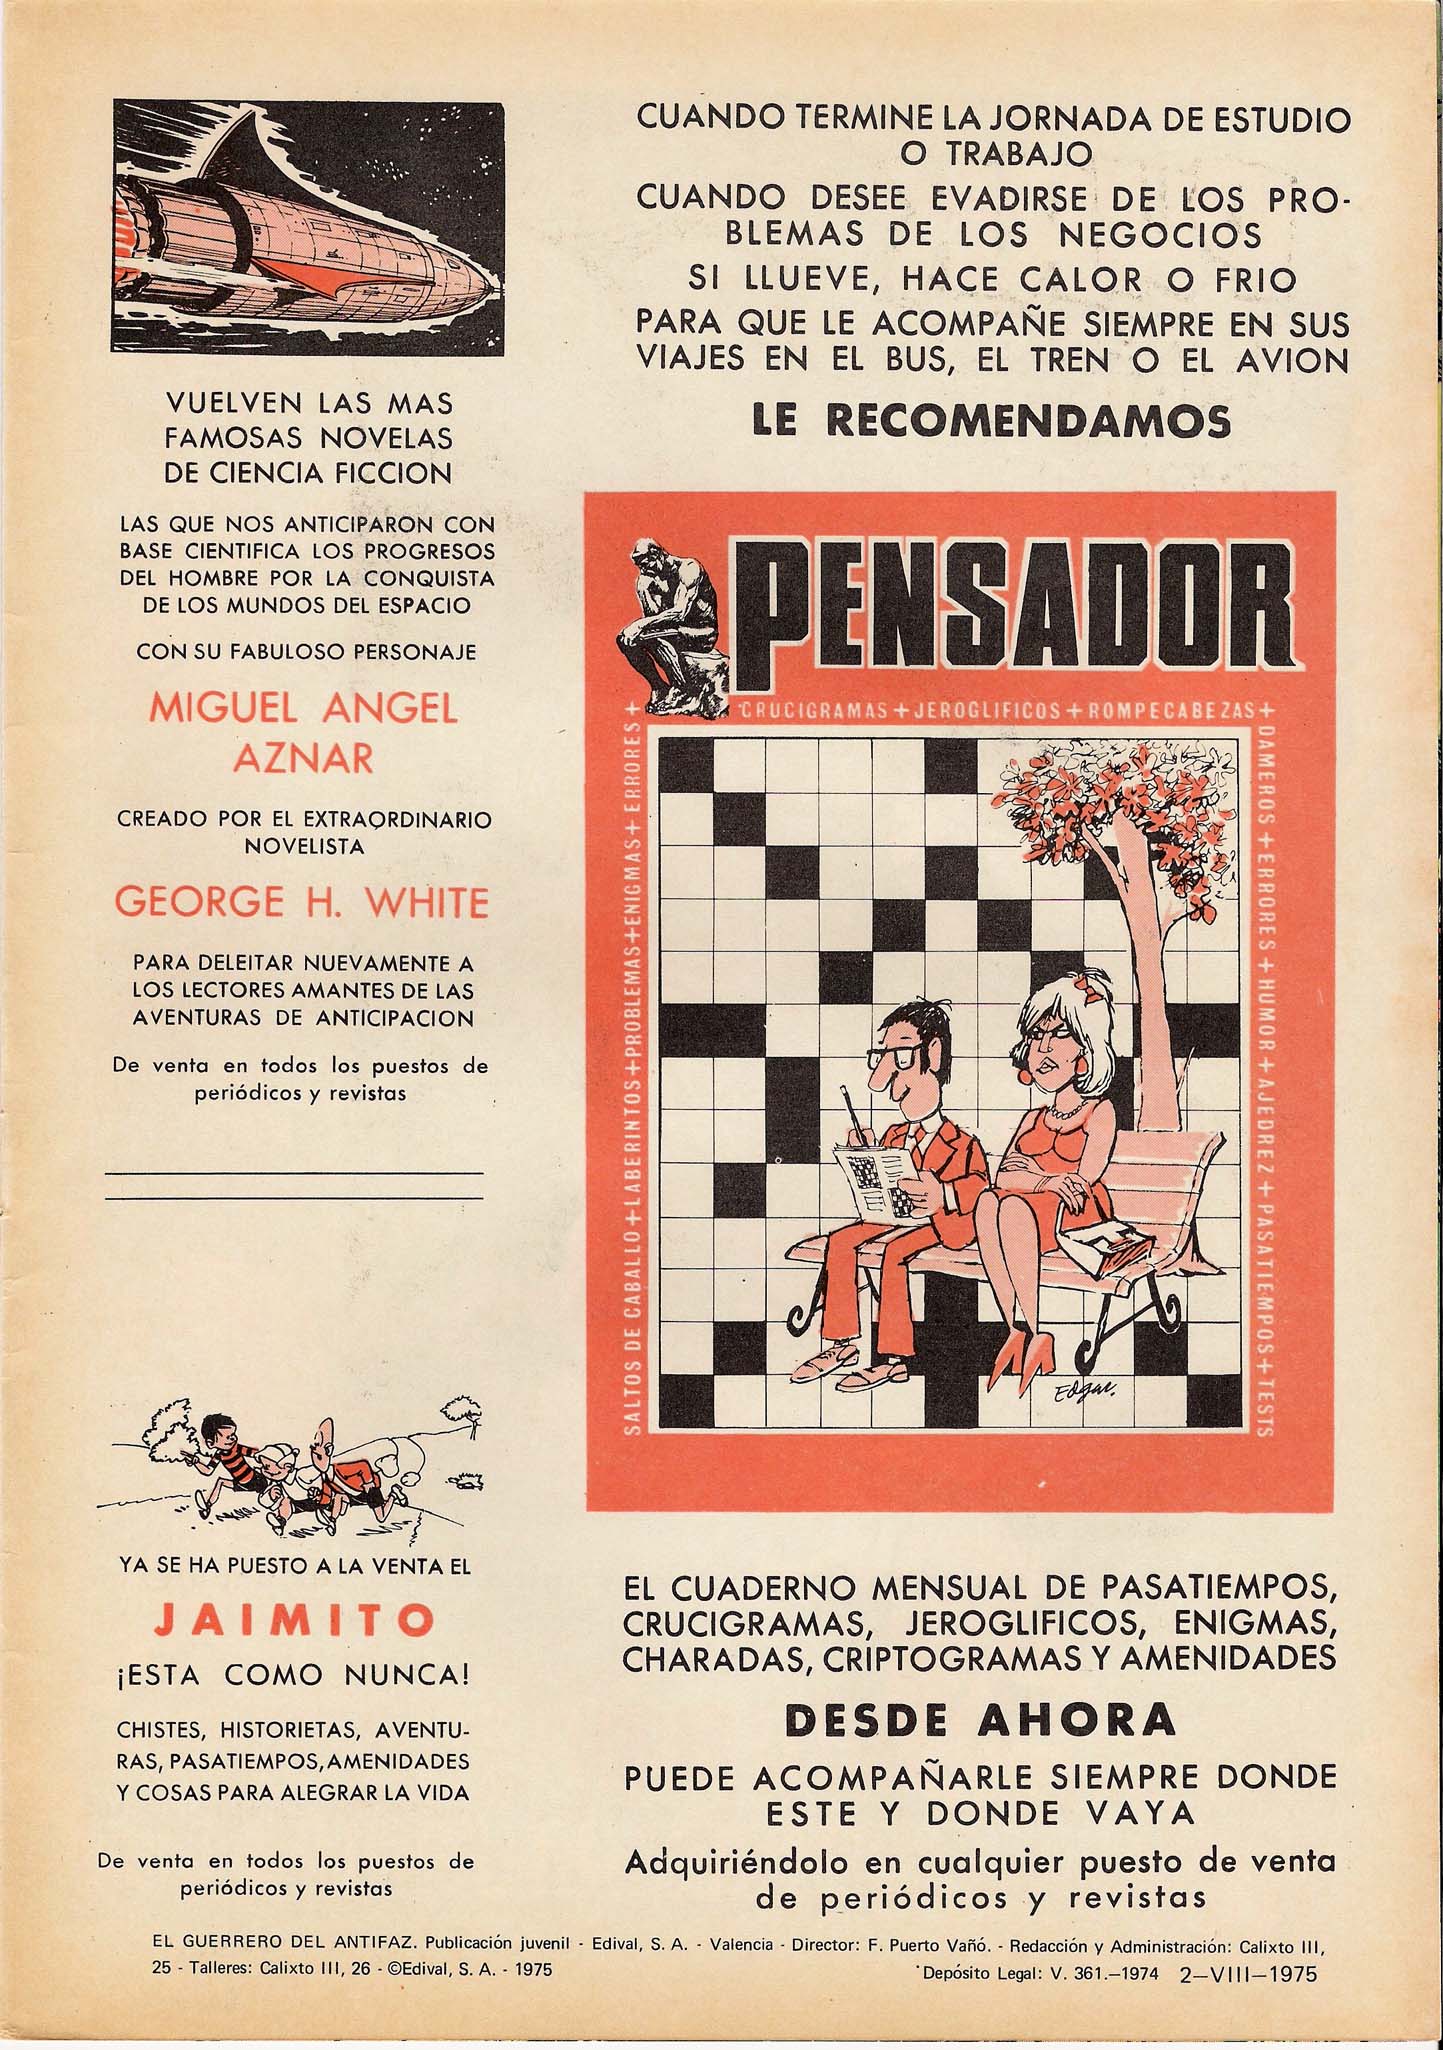 VUELVEN LAS MAS
FAMOSAS NOVELAS
DE CIENCIA FICCION
LAS QUE NOS ANTICIPARON CON
BASE CIENTIFICA LOS PROGRESOS
DEL HOMBRE POR LA CONQUISTA
DE LOS MUNDOS DEL ESPACIO
CON SU FABULOSO PERSONAJE
MIGUEL ANGEL
AZNAR
CREADO POR EL EXTRAORDINARIO
NOVELISTA
GEORGE H. WHITE
PARA DELEITAR NUEVAMENTE A
LOS LECTORES AMANTES DE LAS
AVENTURAS DE ANTICIPACION
De venta en todos los puestos de
periódicos y revistas
YA SE HA PUESTO A LA VENTA EL
JAIMITO
¡ESTA COMO NUNCA!
CHISTES, HISTORIETAS, AVENTU-
RAS, PASATIEMPOS, AMENIDADES
Y COSAS PARA ALEGRAR LA VIDA
De venta en todos los puestos de
periódicos y revistas
CUANDO TERMINE LA JORNADA DE ESTUDIO
O TRABAJO
CUANDO DESEE EVADIRSE DE LOS PRO-
BLEMAS DE LOS NEGOCIOS
SI LLUEVE, HACE CALOR O FRIO
PARA QUE LE ACOMPAÑE SIEMPRE EN SUS
VIAJES EN EL BUS, EL TREN O EL AVION
LE RECOMENDAMOS
PENSADOR
SALTOS DE CABALLO+LABERINTOS+PROBLEMAS+ENIGMAS+ERRORES+
CRUCIGRAMAS+JEROGLIFICOS+ROMPECABEZAS+
DAMEROS+ERRORES+HUMOR+AJEDREZ+PASATIEMPOS+TESTS
Edgar.
EL CUADERNO MENSUAL DE PASATIEMPOS,
CRUCIGRAMAS, JEROGLIFICOS, ENIGMAS,
CHARADAS, CRIPTOGRAMAS Y AMENIDADES
DESDE AHORA
PUEDE ACOMPAÑARLE SIEMPRE DONDE
ESTE Y DONDE VAYA
Adquiriéndolo en cualquier puesto de venta
de periódicos y revistas
EL GUERRERO DEL ANTIFAZ. Publicación juvenil - Edival, S. A. - Valencia - Director: F. Puerto Vañó. - Redacción y Administración: Calixto III,
25 - Talleres: Calixto III, 26 - ©Edival, S. A. - 1975
Depósito Legal: V. 361.—1974 2—VIII—1975